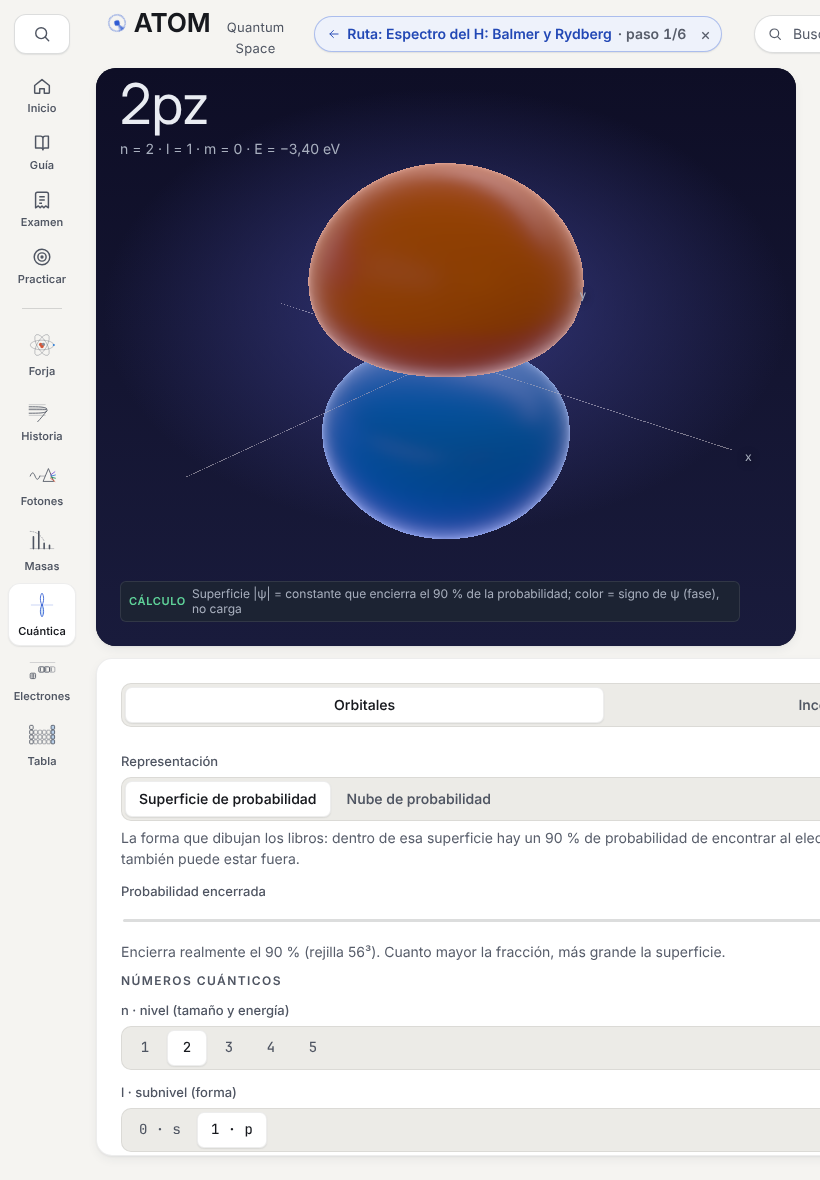 ATOM
Quantum
Space
← Ruta: Espectro del H: Balmer y Rydberg · paso 1/6 ×
Inicio
Guía
Examen
Practicar
Forja
Historia
Fotones
Masas
Cuántica
Electrones
Tabla
2pz
n = 2 · l = 1 · m = 0 · E = −3,40 eV
x
CÁLCULO Superficie |ψ| = constante que encierra el 90 % de la probabilidad; color = signo de ψ (fase),
no carga
Orbitales
Representación
Superficie de probabilidad Nube de probabilidad
La forma que dibujan los libros: dentro de esa superficie hay un 90 % de probabilidad de encontrar al
también puede estar fuera.
Probabilidad encerrada
Encierra realmente el 90 % (rejilla 56³). Cuanto mayor la fracción, más grande la superficie.
NÚMEROS CUÁNTICOS
n · nivel (tamaño y energía)
1 2 3 4 5
l · subnivel (forma)
0 · s 1 · p